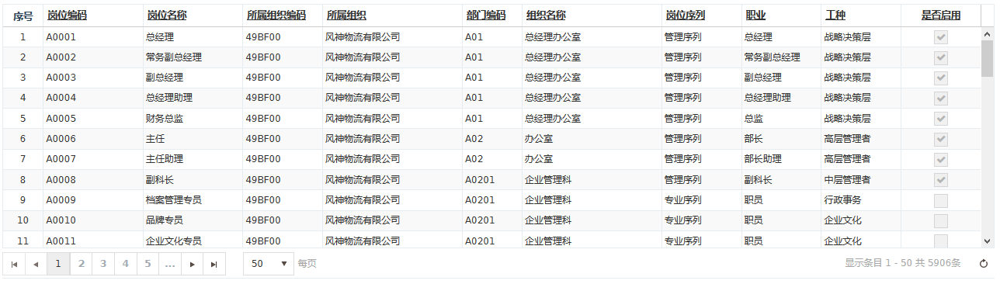 序号 岗位编码 岗位名称 所属组织编码 所属组织 部门编码 组织名称 岗位序列 职业 工种 是否启用
1 A0001 总经理 49BF00 风神物流有限公司 A01 总经理办公室 管理序列 总经理 战略决策层
2 A0002 常务副总经理 49BF00 风神物流有限公司 A01 总经理办公室 管理序列 常务副总经理 战略决策层
3 A0003 副总经理 49BF00 风神物流有限公司 A01 总经理办公室 管理序列 副总经理 战略决策层
4 A0004 总经理助理 49BF00 风神物流有限公司 A01 总经理办公室 管理序列 总经理助理 战略决策层
5 A0005 财务总监 49BF00 风神物流有限公司 A01 总经理办公室 管理序列 总监 战略决策层
6 A0006 主任 49BF00 风神物流有限公司 A02 办公室 管理序列 部长 高层管理者
7 A0007 主任助理 49BF00 风神物流有限公司 A02 办公室 管理序列 部长助理 高层管理者
8 A0008 副科长 49BF00 风神物流有限公司 A0201 企业管理科 管理序列 副科长 中层管理者
9 A0009 档案管理专员 49BF00 风神物流有限公司 A0201 企业管理科 专业序列 职员 行政事务
10 A0010 品牌专员 49BF00 风神物流有限公司 A0201 企业管理科 专业序列 职员 企业文化
11 A0011 企业文化专员 49BF00 风神物流有限公司 A0201 企业管理科 专业序列 职员 企业文化
1 2 3 4 5 ... 50 每页 显示条目 1 - 50 共 5906条